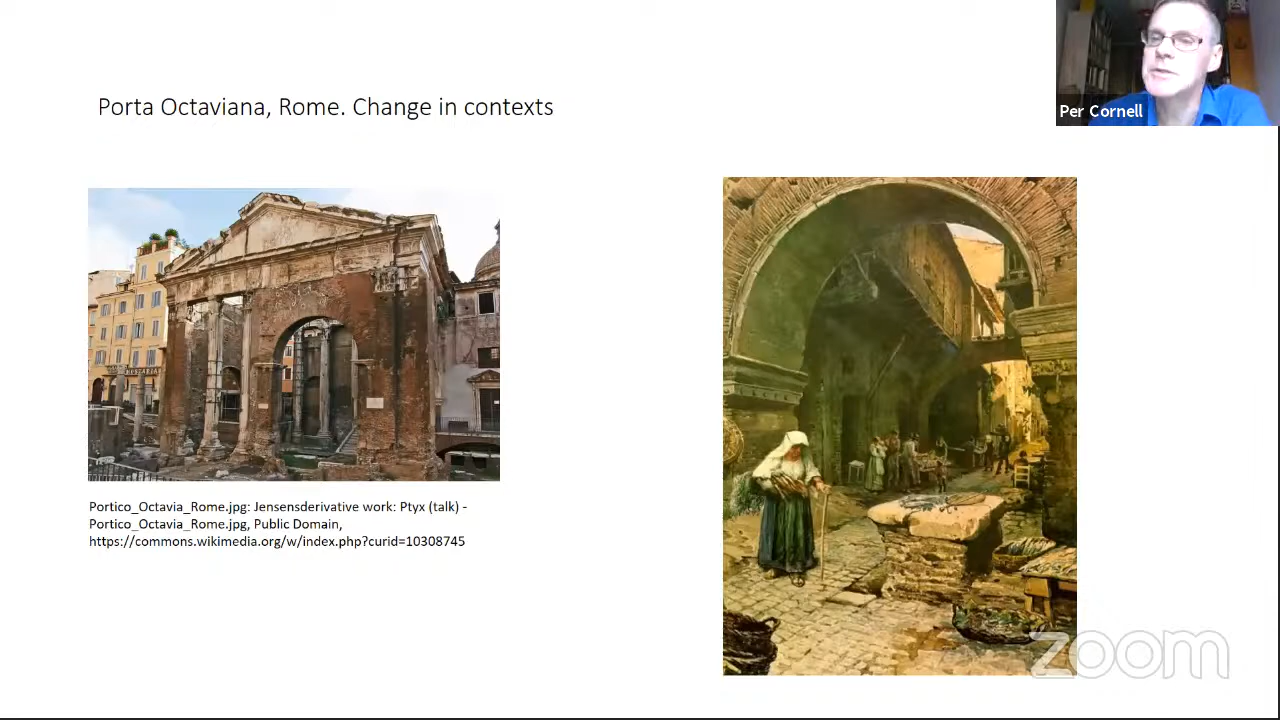 Per Cornell
Porta Octaviana, Rome. Change in contexts
Portico_Octavia_Rome.jpg: Jensensderivative work: Ptyx (talk) -
Portico_Octavia_Rome.jpg, Public Domain,
https://commons.wikimedia.org/w/index.php?curid=10308745
zoom